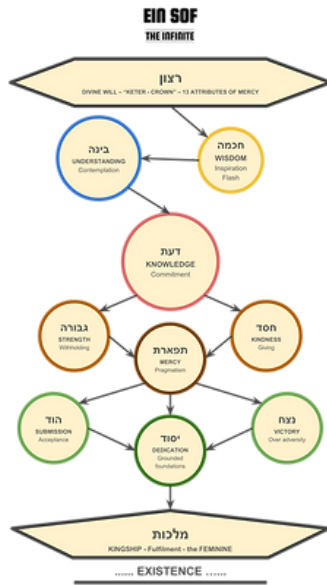 EIN SOF
THE INFINITE
רצון
DIVINE WILL - "KETER - CROWN" - 13 ATTRIBUTES OF MERCY
בינה
UNDERSTANDING
Contemplation
חכמה
WISDOM
Inspiration
Flash
דעת
KNOWLEDGE
Commitment
גבורה
STRENGTH
Withholding
חסד
KINDNESS
Giving
תפארת
MERCY
Pragmatism
הוד
SUBMISSION
Acceptance
יסוד
DEDICATION
Grounded
foundations
נצח
VICTORY
Over adversity
מלכות
KINGSHIP - Fulfilment - the FEMININE
...... EXISTENCE ......